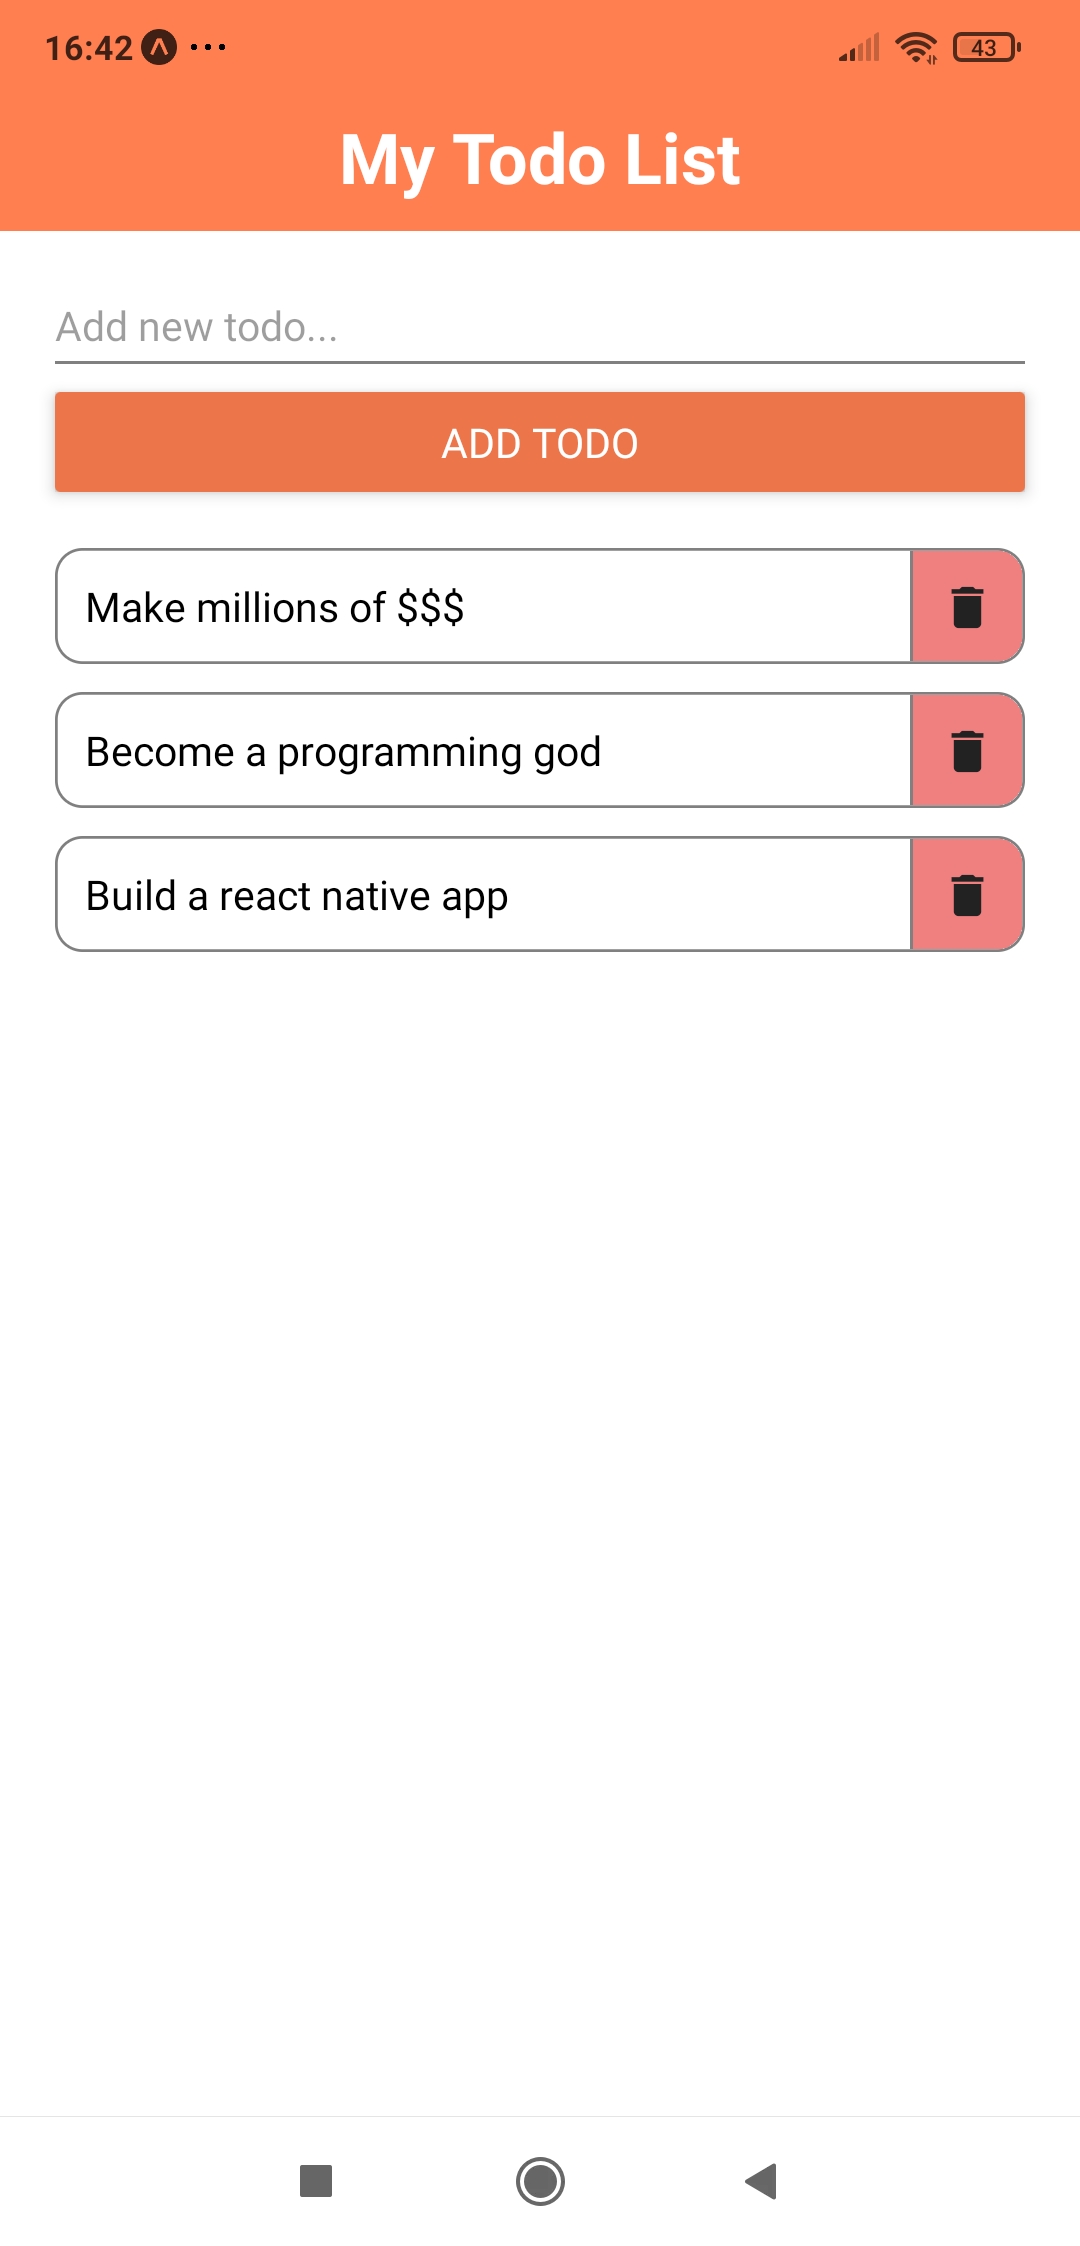 16:42
43
My Todo List
Add new todo...
ADD TODO
Make millions of $$$
Become a programming god
Build a react native app